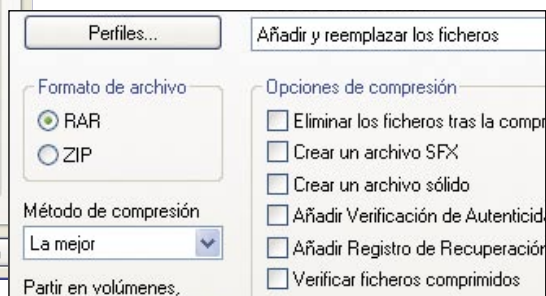 Perfiles...
Añadir y reemplazar los ficheros
Formato de archivo
RAR
ZIP
Método de compresión
La mejor
Partir en volúmenes,
Opciones de compresión
Eliminar los ficheros tras la compr
Crear un archivo SFX
Crear un archivo sólido
Añadir Verificación de Autenticid
Añadir Registro de Recuperación
Verificar ficheros comprimidos